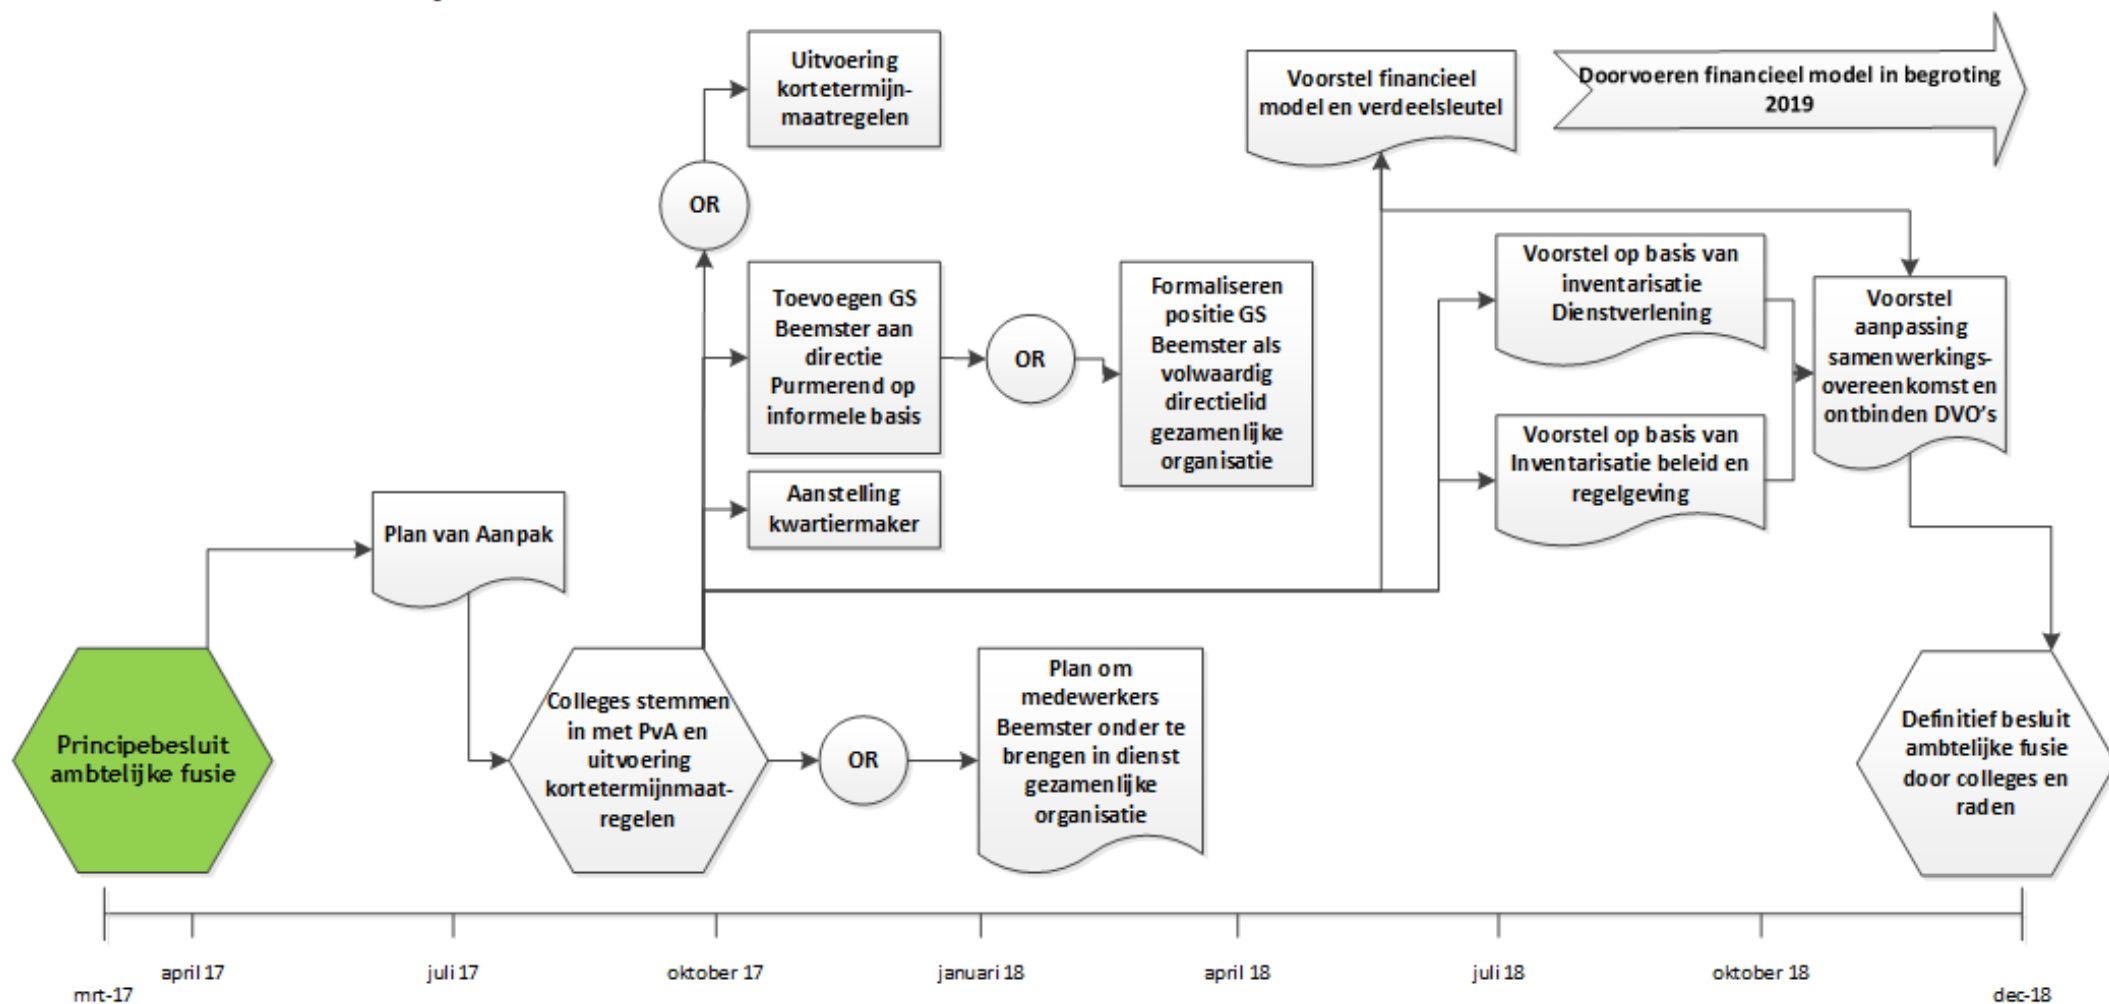 Uitvoering
kortetermijn-
maatregelen
Voorstel financieel
model en verdeelsleutel
Doorvoeren financieel model in begroting
2019
OR
Toevoegen GS
Beemster aan
directie
Purmerend op
informele basis
OR
Formaliseren
positie GS
Beemster als
volwaardig
directielid
gezamenlijke
organisatie
Voorstel op basis van
inventarisatie
Dienstverlening
Voorstel
aanpassing
samenwerkings-
overeenkomst en
ontbinden DVO's
Voorstel op basis van
Inventarisatie beleid en
regelgeving
Aanstelling
kwartiermaker
Plan van Aanpak
Principebesluit
ambtelijke fusie
Colleges stemmen
in met PvA en
uitvoering
kortetermijnmaat-
regelen
OR
Plan om
medewerkers
Beemster onder te
brengen in dienst
gezamenlijke
organisatie
Definitief besluit
ambtelijke fusie
door colleges en
raden
mrt-17
april 17
juli 17
oktober 17
januari 18
april 18
juli 18
oktober 18
dec-18